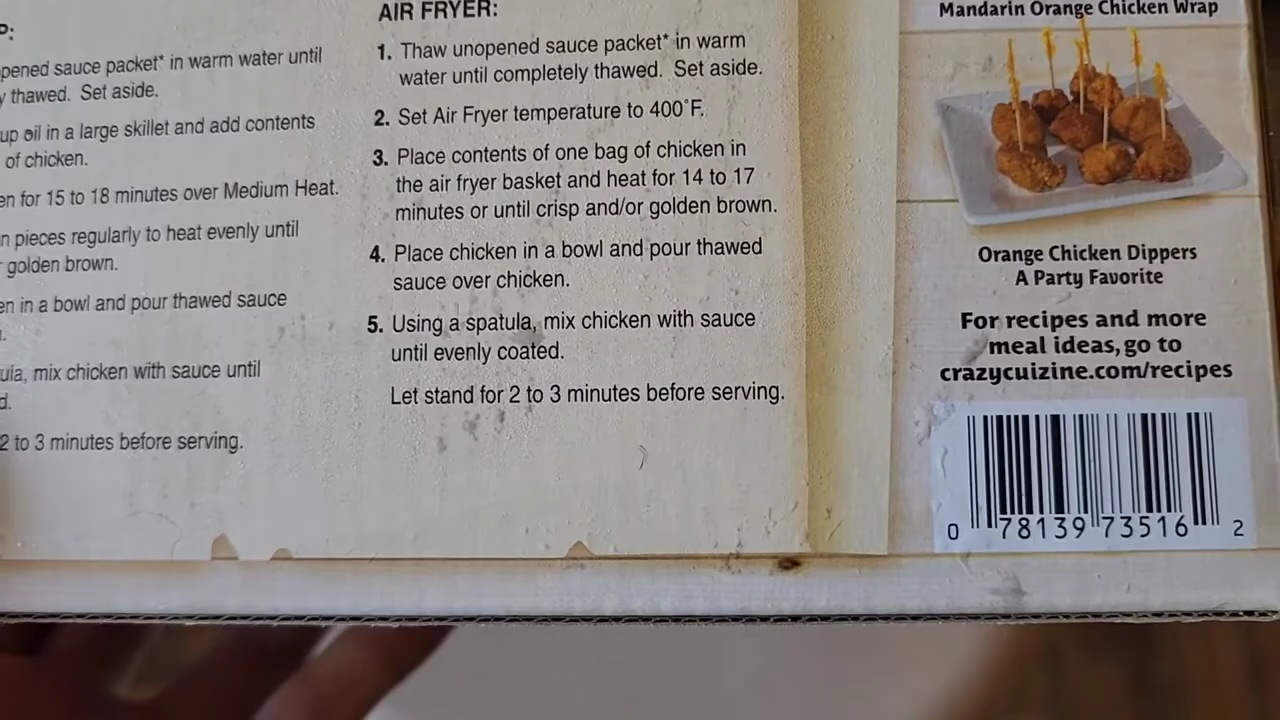 P:
pened sauce packet* in warm water until
y thawed. Set aside.
up oil in a large skillet and add contents
of chicken.
en for 15 to 18 minutes over Medium Heat.
n pieces regularly to heat evenly until
golden brown.
en in a bowl and pour thawed sauce
ula, mix chicken with sauce until
d.
2 to 3 minutes before serving.
AIR FRYER:
1. Thaw unopened sauce packet* in warm
water until completely thawed. Set aside.
2. Set Air Fryer temperature to 400°F.
3. Place contents of one bag of chicken in
the air fryer basket and heat for 14 to 17
minutes or until crisp and/or golden brown.
4. Place chicken in a bowl and pour thawed
sauce over chicken.
5. Using a spatula, mix chicken with sauce
until evenly coated.
Let stand for 2 to 3 minutes before serving.
Mandarin Orange Chicken Wrap
Orange Chicken Dippers
A Party Favorite
For recipes and more
meal ideas, go to
crazycuizine.com/recipes
0 78139 73516 2